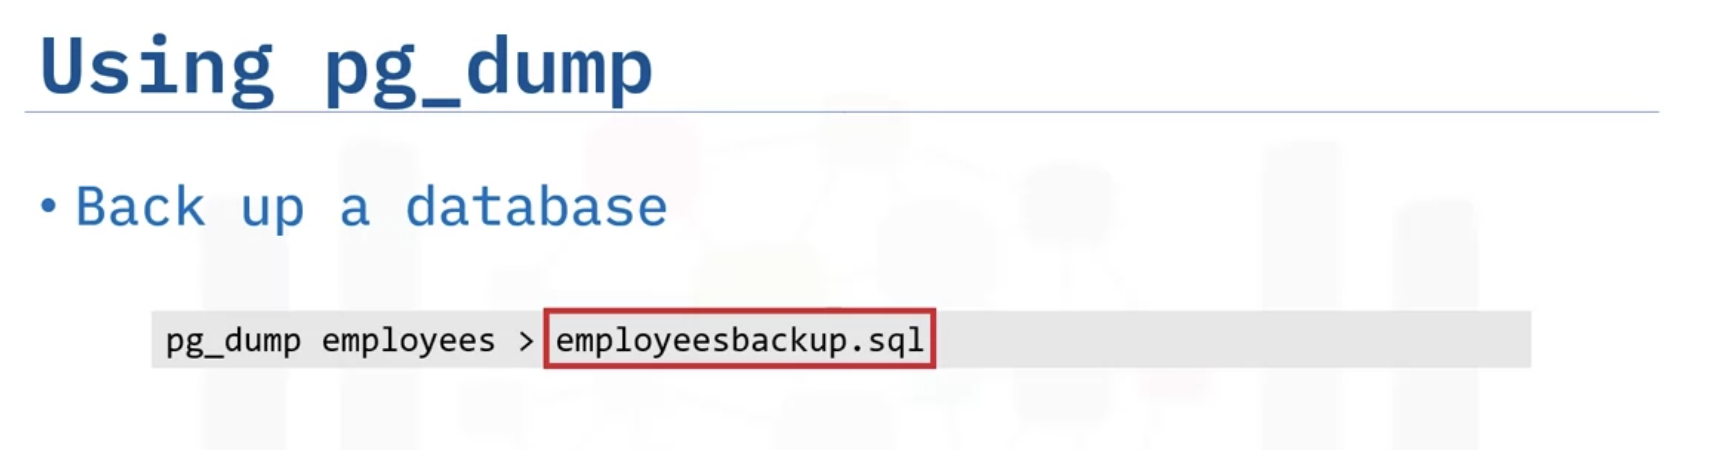 Using pg_dump
• Back up a database
pg_dump employees > employeesbackup.sql